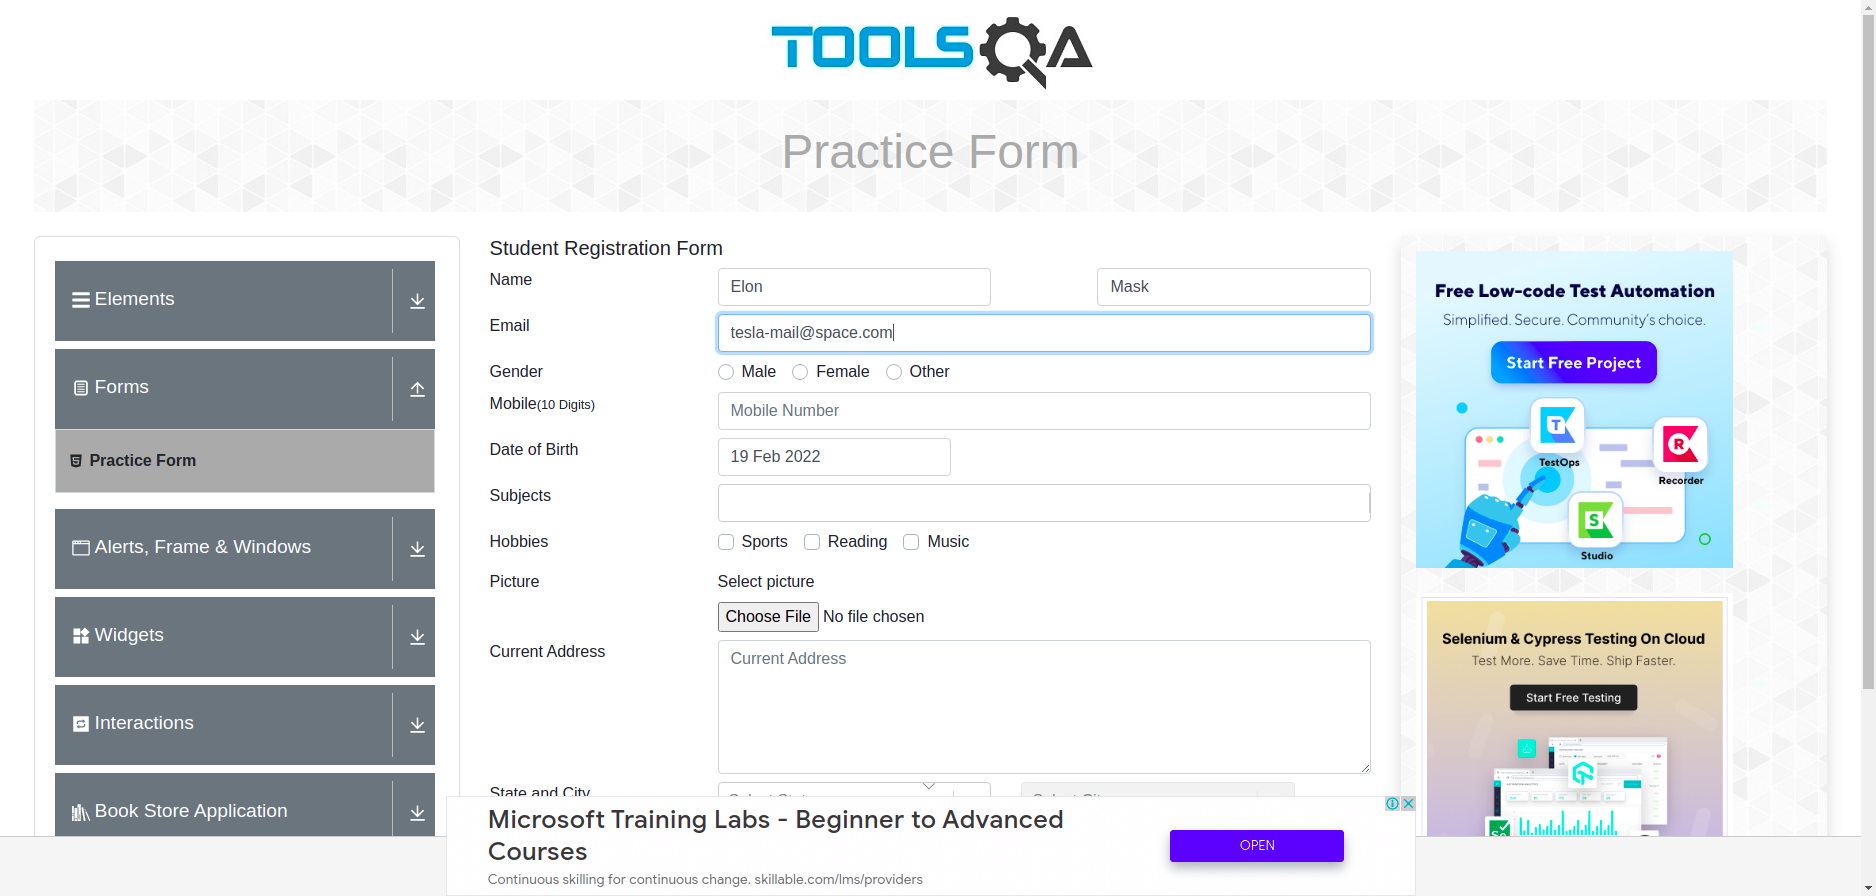 TOOLSQA
Practice Form
Elements
Forms
Practice Form
Alerts, Frame & Windows
Widgets
Interactions
Book Store Application
Student Registration Form
Name
Elon
Mask
Email
tesla-mail@space.com
Gender
Male
Female
Other
Mobile(10 Digits)
Mobile Number
Date of Birth
19 Feb 2022
Subjects
Hobbies
Sports
Reading
Music
Picture
Select picture
Choose File No file chosen
Current Address
Current Address
State and City
Free Low-code Test Automation
Simplified. Secure. Community's choice.
Start Free Project
T
TestOps
R
Recorder
S
Studio
Selenium & Cypress Testing On Cloud
Test More. Save Time. Ship Faster.
Start Free Testing
Se
Microsoft Training Labs - Beginner to Advanced
Courses
Continuous skilling for continuous change. skillable.com/lms/providers
OPEN